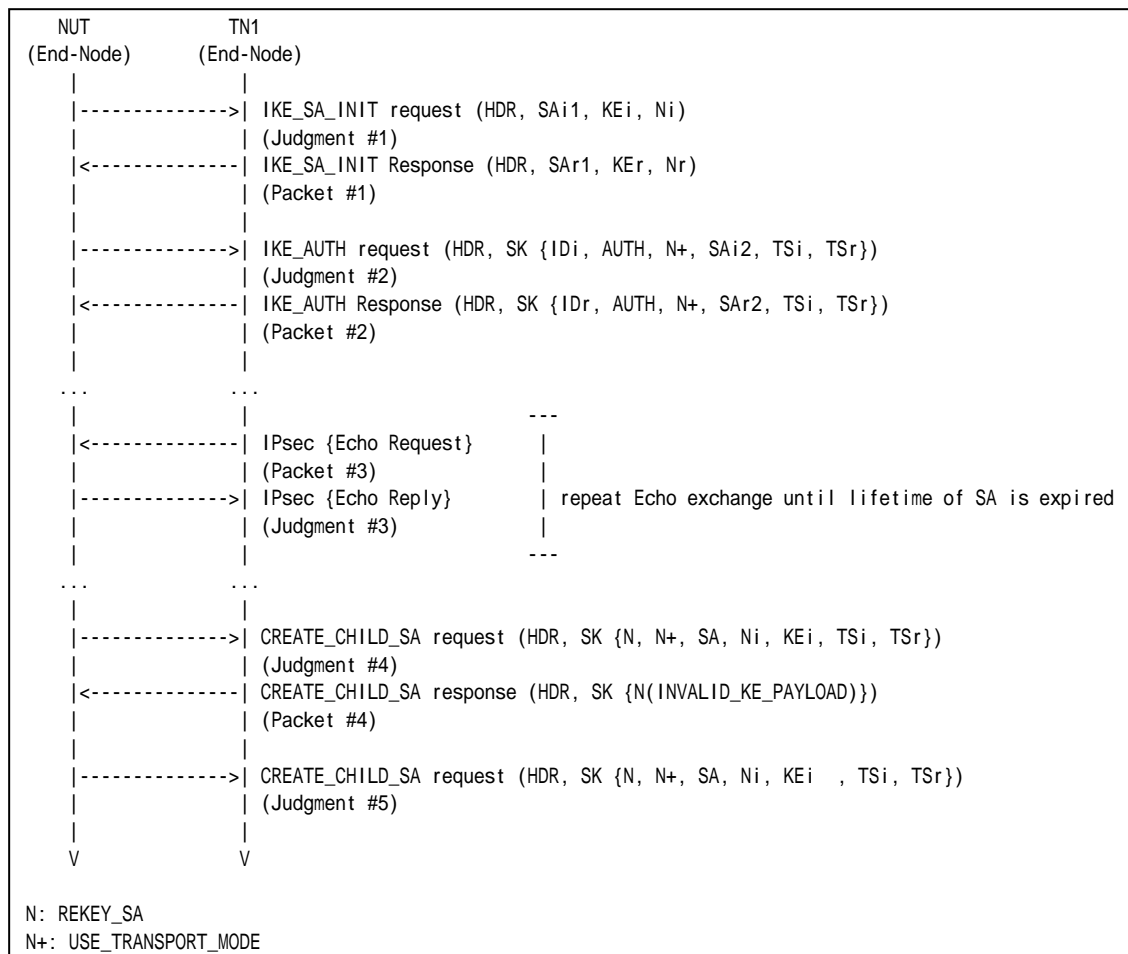 NUT TN1
(End-Node) (End-Node)
| |
|-------------->| IKE_SA_INIT request (HDR, SAi1, KEi, Ni)
| | (Judgment #1)
|<--------------| IKE_SA_INIT Response (HDR, SAr1, KEr, Nr)
| | (Packet #1)
| |
|-------------->| IKE_AUTH request (HDR, SK {IDi, AUTH, N+, SAi2, TSi, TSr})
| | (Judgment #2)
|<--------------| IKE_AUTH Response (HDR, SK {IDr, AUTH, N+, SAr2, TSi, TSr})
| | (Packet #2)
| |
... ...
| | ---
|<--------------| IPsec {Echo Request} |
| | (Packet #3) |
|-------------->| IPsec {Echo Reply} | repeat Echo exchange until lifetime of SA is expired
| | (Judgment #3) |
| | ---
... ...
| |
|-------------->| CREATE_CHILD_SA request (HDR, SK {N, N+, SA, Ni, KEi, TSi, TSr})
| | (Judgment #4)
|<--------------| CREATE_CHILD_SA response (HDR, SK {N(INVALID_KE_PAYLOAD)})
| | (Packet #4)
| |
|-------------->| CREATE_CHILD_SA request (HDR, SK {N, N+, SA, Ni, KEi , TSi, TSr})
| | (Judgment #5)
| |
V V
N: REKEY_SA
N+: USE_TRANSPORT_MODE